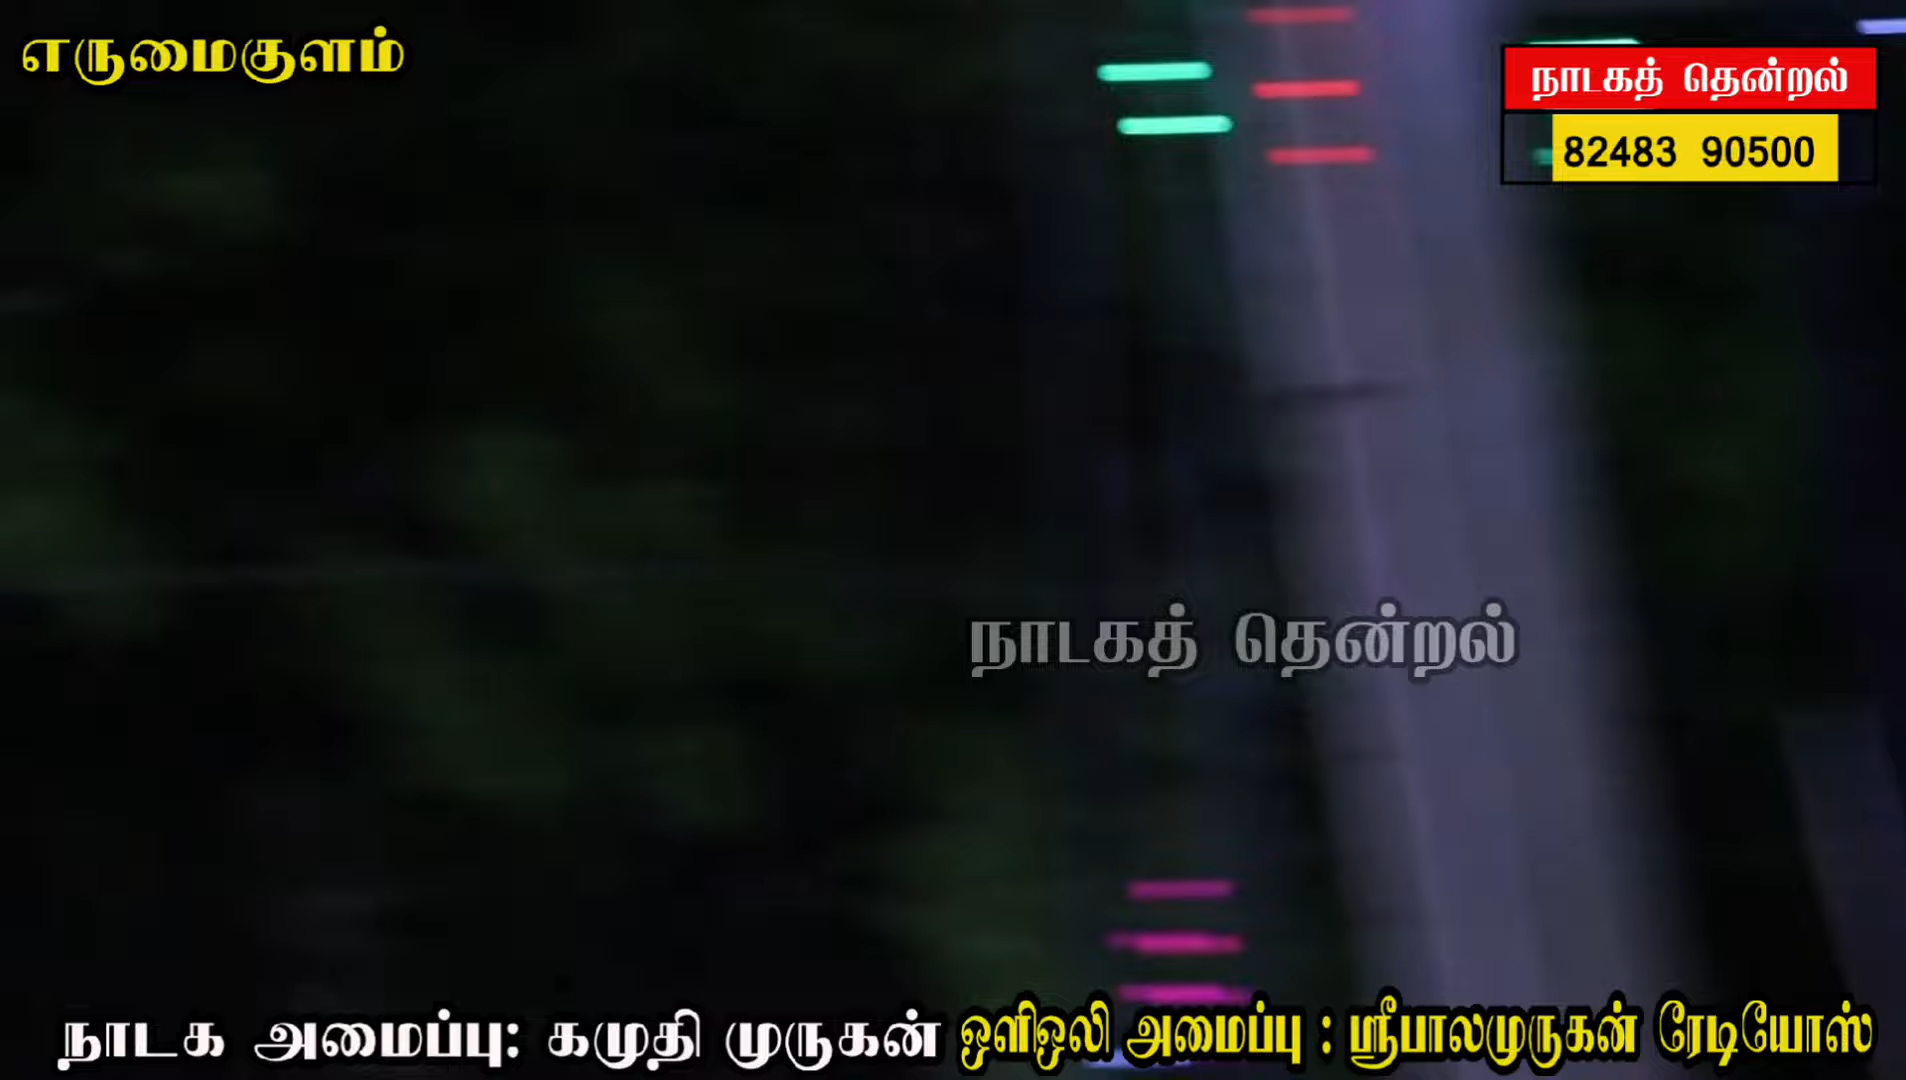 எருமைகுளம்
நாடகத் தென்றல்
82483 90500
நாடகத் தென்றல்
நாடக அமைப்பு: கமுதி முருகன் ஒளிஒலி அமைப்பு : ஸ்ரீபாலமுருகன் ரேடியோஸ்